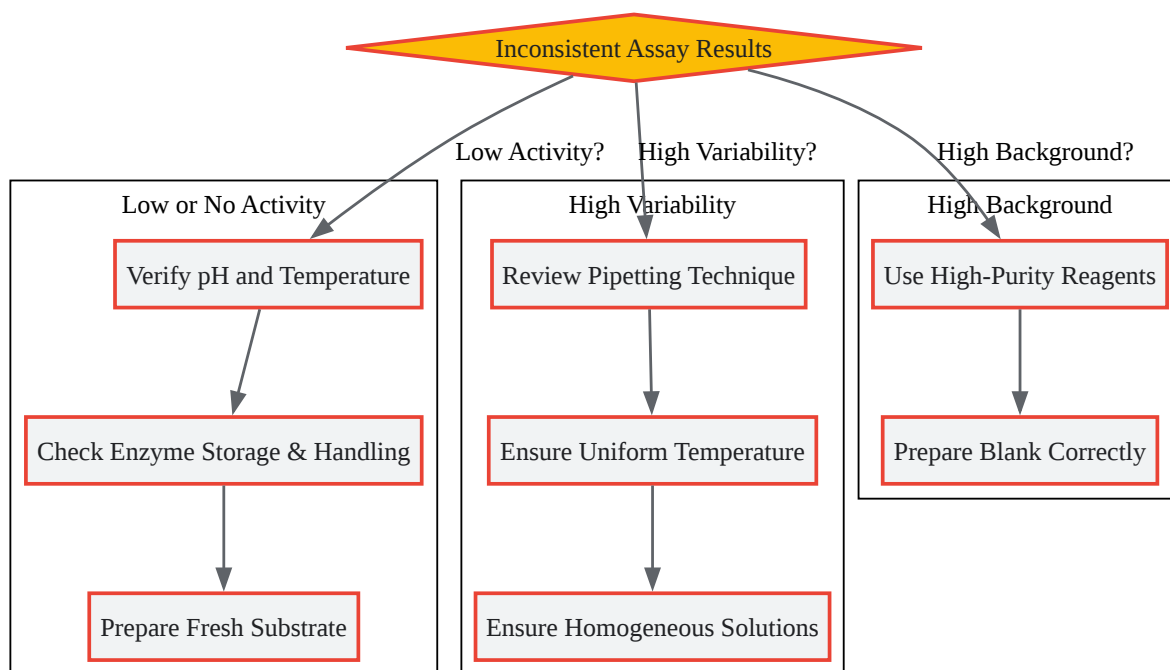 Inconsistent Assay Results
Low Activity?
High Variability?
High Background?
Low or No Activity
High Variability
High Background
Verify pH and Temperature
Review Pipetting Technique
Use High-Purity Reagents
Check Enzyme Storage & Handling
Ensure Uniform Temperature
Prepare Blank Correctly
Prepare Fresh Substrate
Ensure Homogeneous Solutions